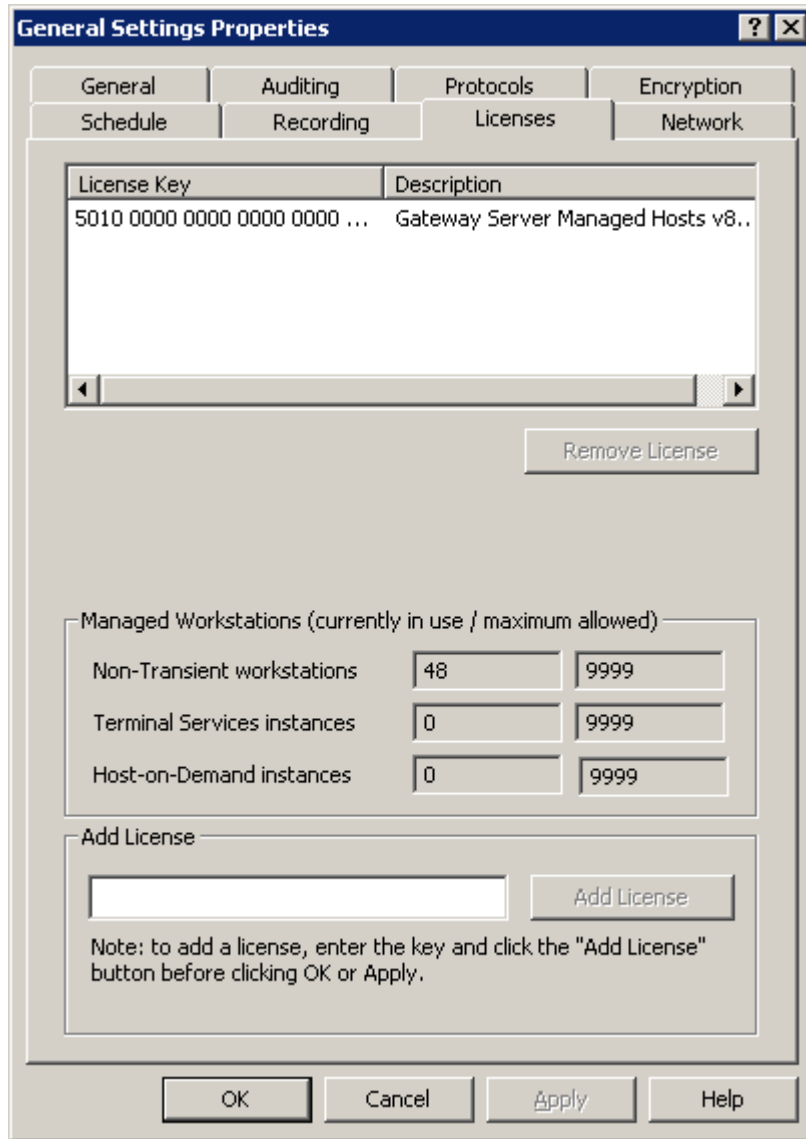 General Settings Properties
General Auditing Protocols Encryption
Schedule Recording Licenses Network
License Key Description
5010 0000 0000 0000 0000 ... Gateway Server Managed Hosts v8..
Remove License
Managed Workstations (currently in use / maximum allowed)
Non-Transient workstations 48 9999
Terminal Services instances 0 9999
Host-on-Demand instances 0 9999
Add License
Add License
Note: to add a license, enter the key and click the "Add License"
button before clicking OK or Apply.
OK Cancel Apply Help